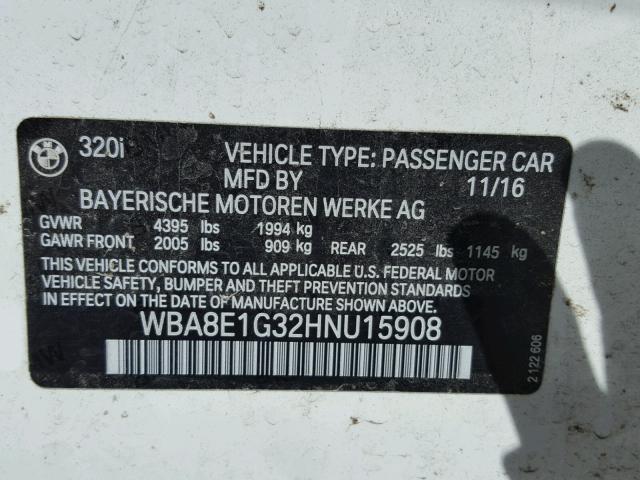 BMW 320i VEHICLE TYPE: PASSENGER CAR
MFD BY 11/16
BAYERISCHE MOTOREN WERKE AG
GVWR 4395 lbs 1994 kg
GAWR FRONT 2005 lbs 909 kg REAR 2525 lbs 1145 kg
THIS VEHICLE CONFORMS TO ALL APPLICABLE U.S. FEDERAL MOTOR
VEHICLE SAFETY, BUMPER AND THEFT PREVENTION STANDARDS
IN EFFECT ON THE DATE OF MANUFACTURE SHOWN ABOVE.
WBA8E1G32HNU15908
2 122 606